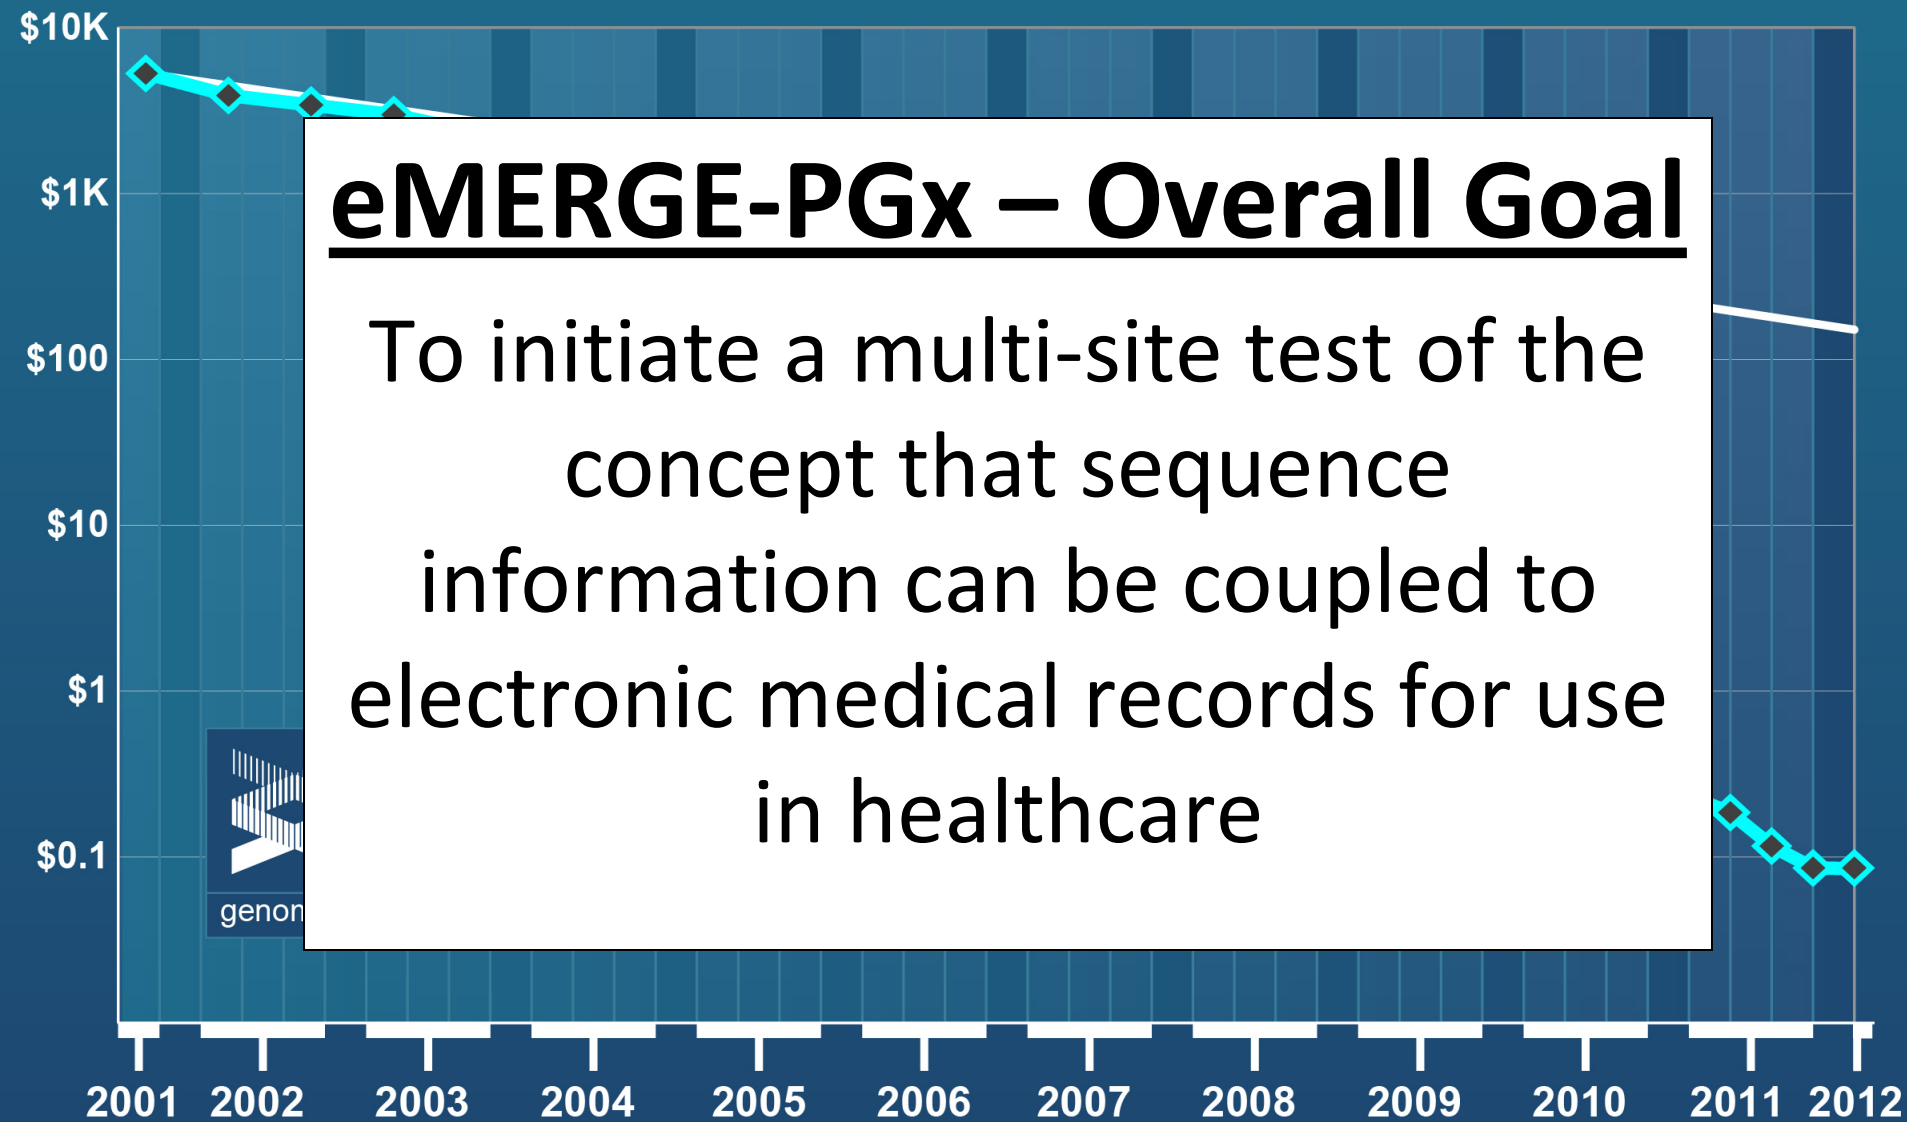 $10K
$1K
$100
$10
$1
$0.1
eMERGE-PGx – Overall Goal
To initiate a multi-site test of the
concept that sequence
information can be coupled to
electronic medical records for use
in healthcare
2001 2002 2003 2004 2005 2006 2007 2008 2009 2010 2011 2012